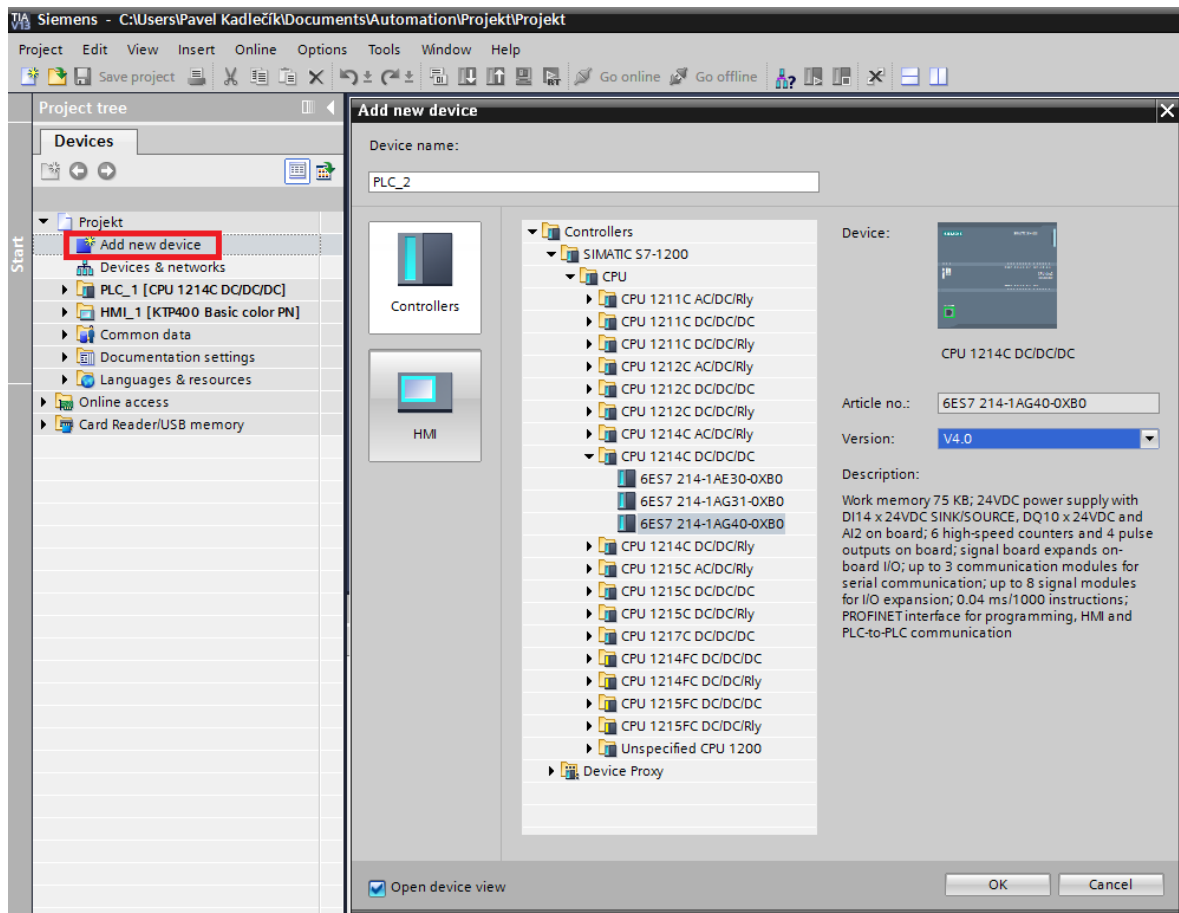 TIA V13 Siemens - C:\Users\Pavel Kadlečík\Documents\Automation\Projekt\Projekt
Project Edit View Insert Online Options Tools Window Help
Save project Go online Go offline
Start
Project tree
Devices
Projekt
Add new device
Devices & networks
PLC_1 [CPU 1214C DC/DC/DC]
HMI_1 [KTP400 Basic color PN]
Common data
Documentation settings
Languages & resources
Online access
Card Reader/USB memory
Add new device
Device name:
PLC_2
Controllers
HMI
Controllers
SIMATIC S7-1200
CPU
CPU 1211C AC/DC/Rly
CPU 1211C DC/DC/DC
CPU 1211C DC/DC/Rly
CPU 1212C AC/DC/Rly
CPU 1212C DC/DC/DC
CPU 1212C DC/DC/Rly
CPU 1214C AC/DC/Rly
CPU 1214C DC/DC/DC
6ES7 214-1AE30-0XB0
6ES7 214-1AG31-0XB0
6ES7 214-1AG40-0XB0
CPU 1214C DC/DC/Rly
CPU 1215C AC/DC/Rly
CPU 1215C DC/DC/DC
CPU 1215C DC/DC/Rly
CPU 1217C DC/DC/DC
CPU 1214FC DC/DC/DC
CPU 1214FC DC/DC/Rly
CPU 1215FC DC/DC/DC
CPU 1215FC DC/DC/Rly
Unspecified CPU 1200
Device Proxy
Device:
CPU 1214C DC/DC/DC
Article no.: 6ES7 214-1AG40-0XB0
Version: V4.0
Description:
Work memory 75 KB; 24VDC power supply with
DI14 x 24VDC SINK/SOURCE, DQ10 x 24VDC and
AI2 on board; 6 high-speed counters and 4 pulse
outputs on board; signal board expands on-
board I/O; up to 3 communication modules for
serial communication; up to 8 signal modules
for I/O expansion; 0.04 ms/1000 instructions;
PROFINET interface for programming, HMI and
PLC-to-PLC communication
Open device view
OK Cancel